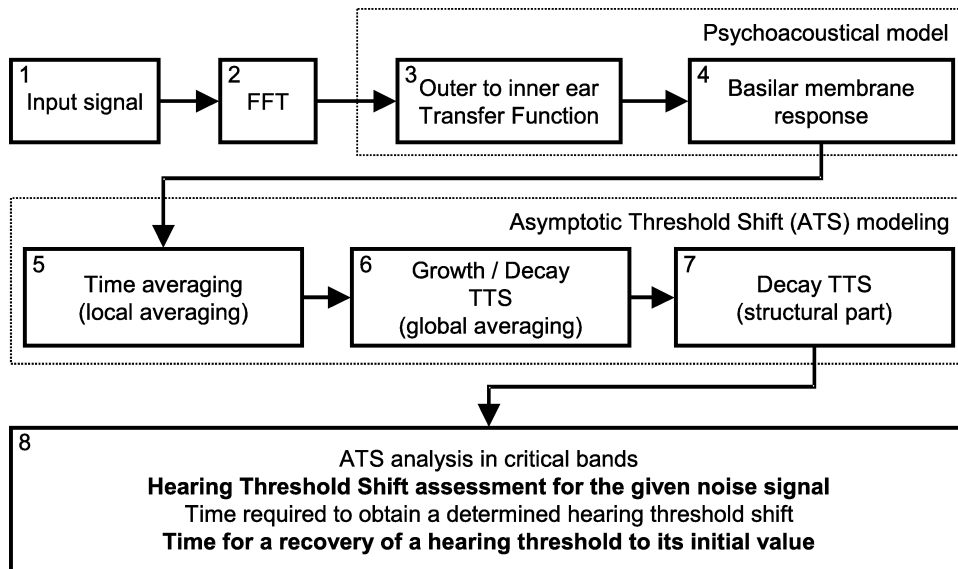 Psychoacoustical model
1
Input signal
2
FFT
3
Outer to inner ear
Transfer Function
4
Basilar membrane
response
Asymptotic Threshold Shift (ATS) modeling
5
Time averaging
(local averaging)
6
Growth / Decay
TTS
(global averaging)
7
Decay TTS
(structural part)
8
ATS analysis in critical bands
Hearing Threshold Shift assessment for the given noise signal
Time required to obtain a determined hearing threshold shift
Time for a recovery of a hearing threshold to its initial value